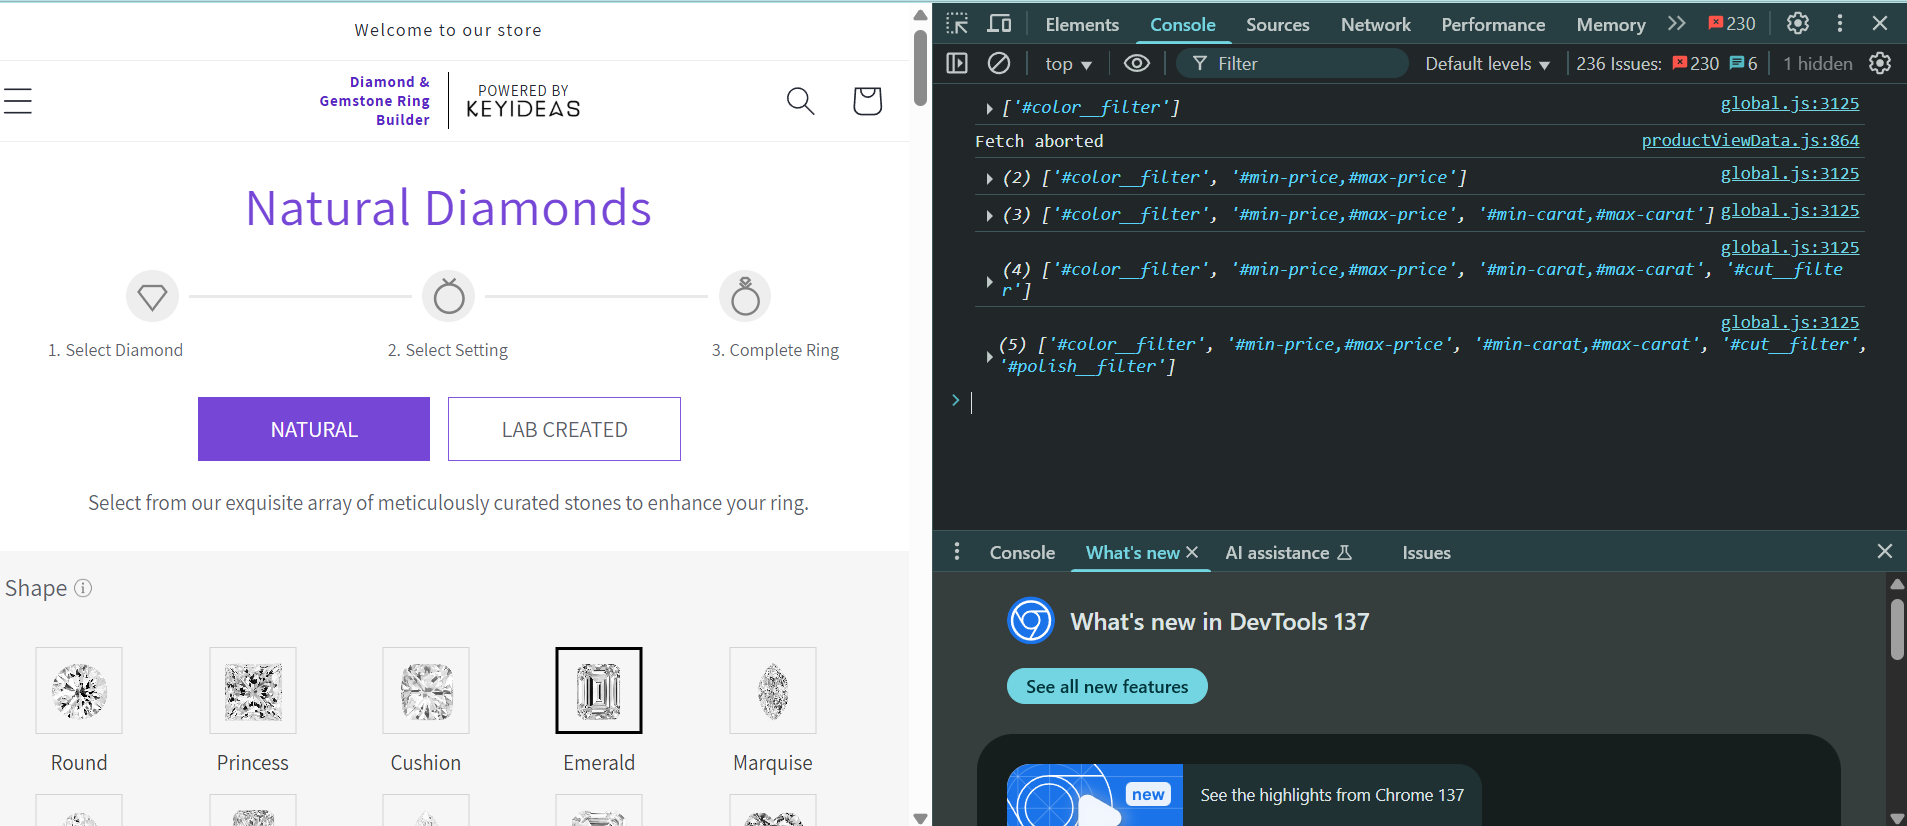 Welcome to our store
Diamond &
Gemstone Ring
Builder
POWERED BY
KEYIDEAS
Natural Diamonds
1. Select Diamond
2. Select Setting
3. Complete Ring
NATURAL
LAB CREATED
Select from our exquisite array of meticulously curated stones to enhance your ring.
Shape
Round
Princess
Cushion
Emerald
Marquise
Elements
Console
Sources
Network
Performance
Memory
230
top
Filter
Default levels
236 Issues:
230
6
1 hidden
['#color__filter']
global.js:3125
Fetch aborted
productViewData.js:864
(2) ['#color__filter', '#min-price,#max-price']
global.js:3125
(3) ['#color__filter', '#min-price,#max-price', '#min-carat,#max-carat']
global.js:3125
global.js:3125
(4) ['#color__filter', '#min-price,#max-price', '#min-carat,#max-carat', '#cut__filte
r']
global.js:3125
(5) ['#color__filter', '#min-price,#max-price', '#min-carat,#max-carat', '#cut__filter',
'#polish__filter']
Console
What's new
AI assistance
Issues
What's new in DevTools 137
See all new features
new
See the highlights from Chrome 137